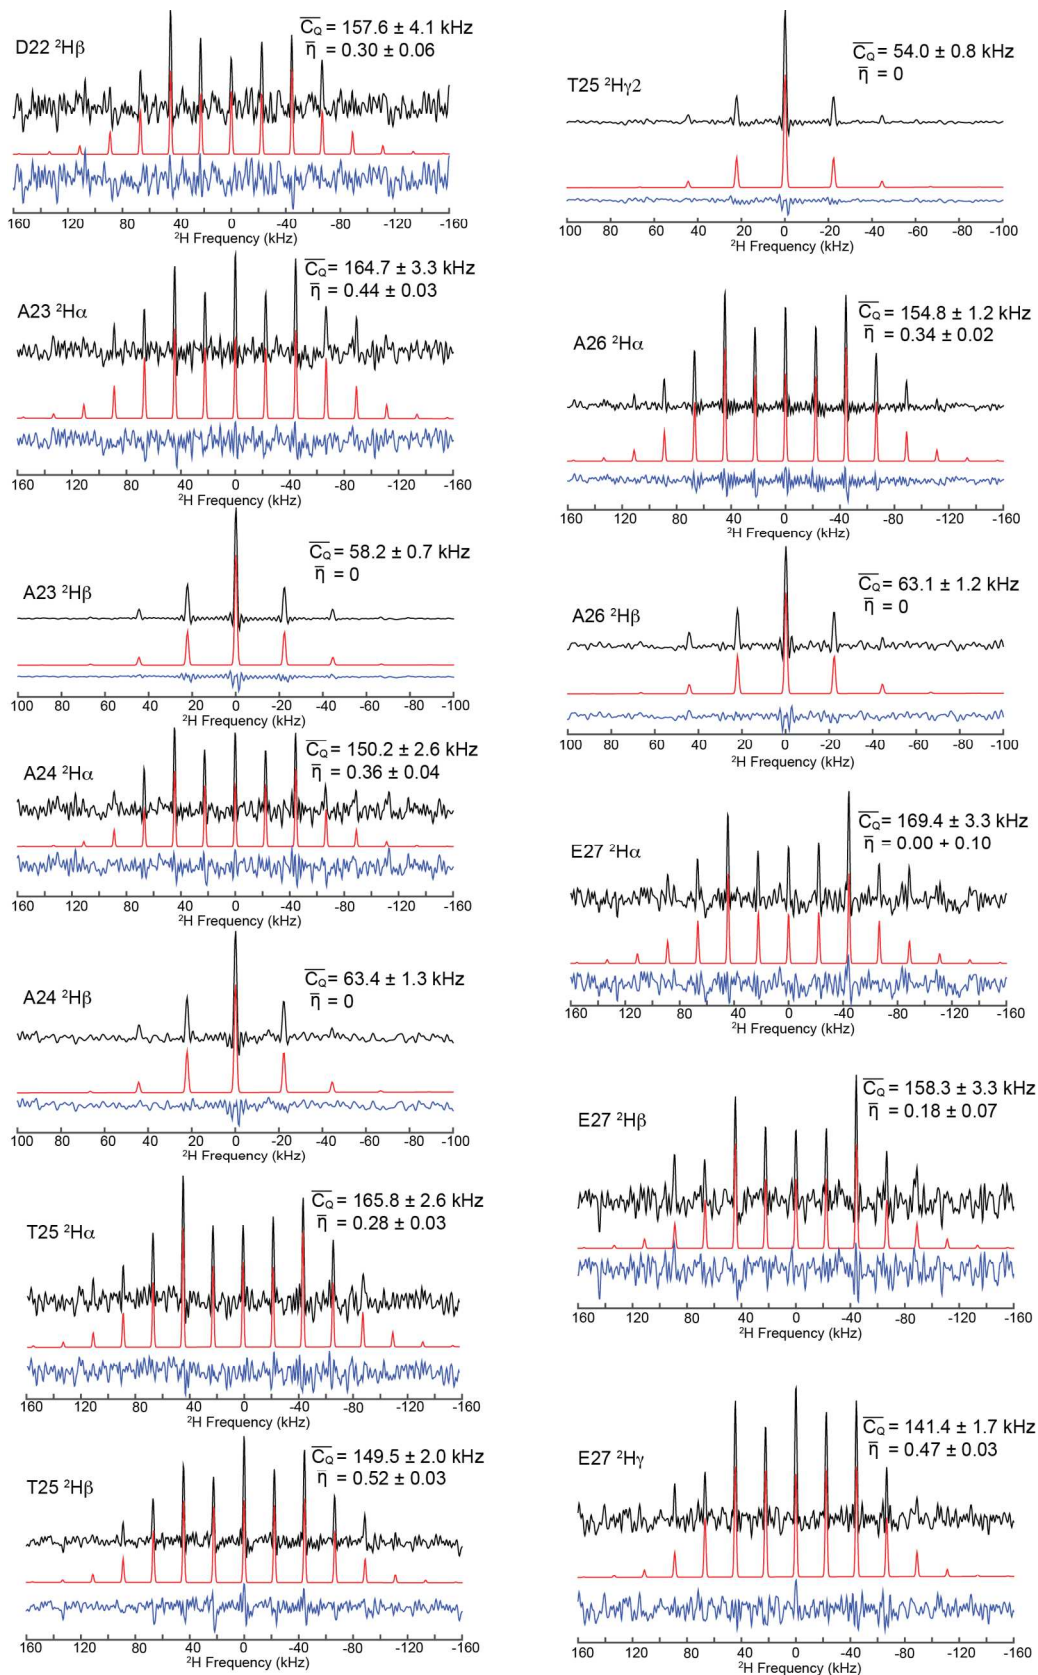 D22 ²Hβ
C̅Q̅ = 157.6 ± 4.1 kHz
η̅ = 0.30 ± 0.06
160 120 80 40 0 -40 -80 -120 -160
²H Frequency (kHz)
A23 ²Hα
C̅Q̅ = 164.7 ± 3.3 kHz
η̅ = 0.44 ± 0.03
160 120 80 40 0 -40 -80 -120 -160
²H Frequency (kHz)
A23 ²Hβ
C̅Q̅ = 58.2 ± 0.7 kHz
η̅ = 0
100 80 60 40 20 0 -20 -40 -60 -80 -100
²H Frequency (kHz)
A24 ²Hα
C̅Q̅ = 150.2 ± 2.6 kHz
η̅ = 0.36 ± 0.04
160 120 80 40 0 -40 -80 -120 -160
²H Frequency (kHz)
A24 ²Hβ
C̅Q̅ = 63.4 ± 1.3 kHz
η̅ = 0
100 80 60 40 20 0 -20 -40 -60 -80 -100
²H Frequency (kHz)
T25 ²Hα
C̅Q̅ = 165.8 ± 2.6 kHz
η̅ = 0.28 ± 0.03
160 120 80 40 0 -40 -80 -120 -160
²H Frequency (kHz)
T25 ²Hβ
C̅Q̅ = 149.5 ± 2.0 kHz
η̅ = 0.52 ± 0.03
160 120 80 40 0 -40 -80 -120 -160
²H Frequency (kHz)
T25 ²Hγ2
C̅Q̅ = 54.0 ± 0.8 kHz
η̅ = 0
100 80 60 40 20 0 -20 -40 -60 -80 -100
²H Frequency (kHz)
A26 ²Hα
C̅Q̅ = 154.8 ± 1.2 kHz
η̅ = 0.34 ± 0.02
160 120 80 40 0 -40 -80 -120 -160
²H Frequency (kHz)
A26 ²Hβ
C̅Q̅ = 63.1 ± 1.2 kHz
η̅ = 0
100 80 60 40 20 0 -20 -40 -60 -80 -100
²H Frequency (kHz)
E27 ²Hα
C̅Q̅ = 169.4 ± 3.3 kHz
η̅ = 0.00 + 0.10
160 120 80 40 0 -40 -80 -120 -160
²H Frequency (kHz)
E27 ²Hβ
C̅Q̅ = 158.3 ± 3.3 kHz
η̅ = 0.18 ± 0.07
160 120 80 40 0 -40 -80 -120 -160
²H Frequency (kHz)
E27 ²Hγ
C̅Q̅ = 141.4 ± 1.7 kHz
η̅ = 0.47 ± 0.03
160 120 80 40 0 -40 -80 -120 -160
²H Frequency (kHz)